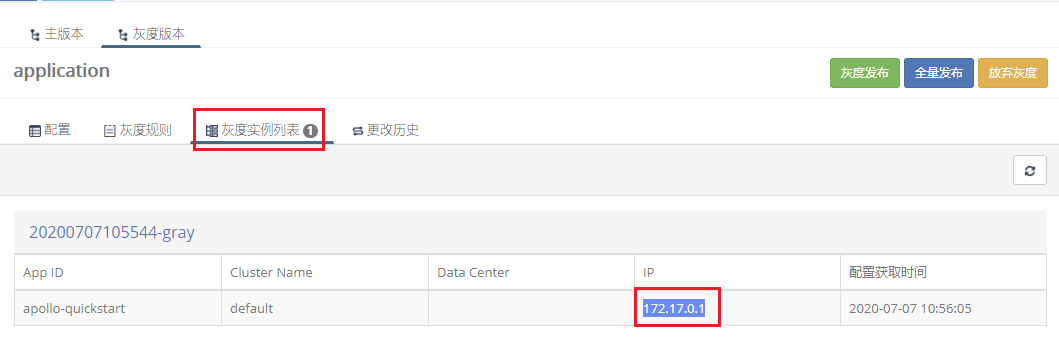 主版本 灰度版本
application 灰度发布 全量发布 放弃灰度
配置 灰度规则 灰度实例列表 1 更改历史
20200707105544-gray
App ID Cluster Name Data Center IP 配置获取时间
apollo-quickstart default 172.17.0.1 2020-07-07 10:56:05